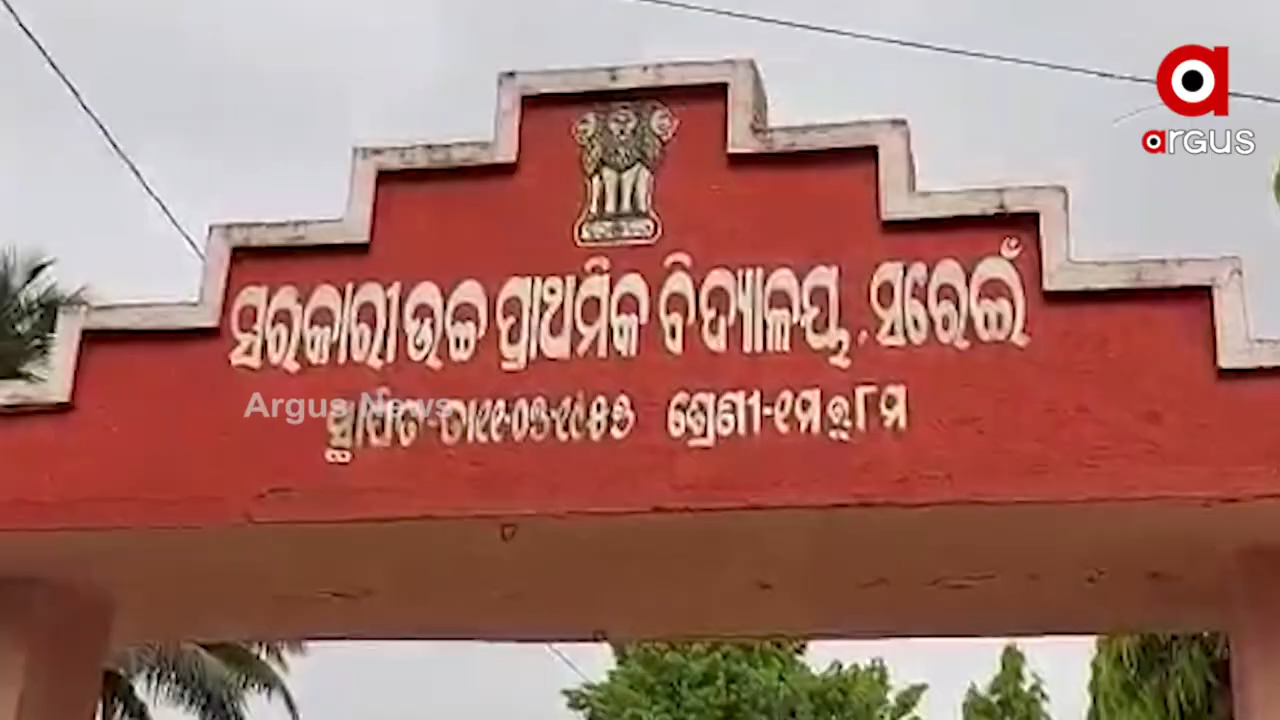 argus
ସରକାରୀ ଉଚ୍ଚ ପ୍ରାଥମିକ ବିଦ୍ୟାଳୟ, ସରେଇଁ
Argus News
ସ୍ଥାପିତ-ତା ଶ୍ରେଣୀ-୧ମ ରୁ ୮ମ